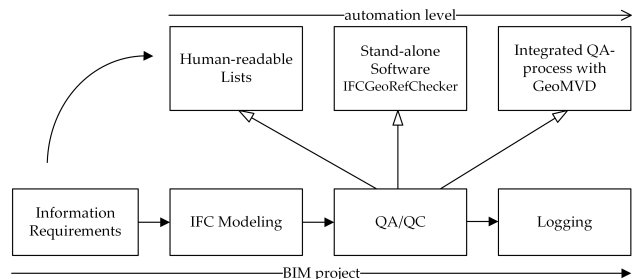 automation level
Human-readable
Lists
Stand-alone
Software
IFCGeoRefChecker
Integrated QA-
process with
GeoMVD
Information
Requirements
IFC Modeling
QA/QC
Logging
BIM project